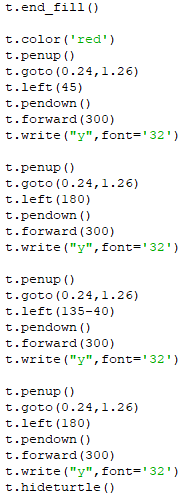 t.end_fill()
t.color('red')
t.penup()
t.goto(0.24,1.26)
t.left(45)
t.pendown()
t.forward(300)
t.write("y",font='32')
t.penup()
t.goto(0.24,1.26)
t.left(180)
t.pendown()
t.forward(300)
t.write("y",font='32')
t.penup()
t.goto(0.24,1.26)
t.left(135-40)
t.pendown()
t.forward(300)
t.write("y",font='32')
t.penup()
t.goto(0.24,1.26)
t.left(180)
t.pendown()
t.forward(300)
t.write("y",font='32')
t.hideturtle()